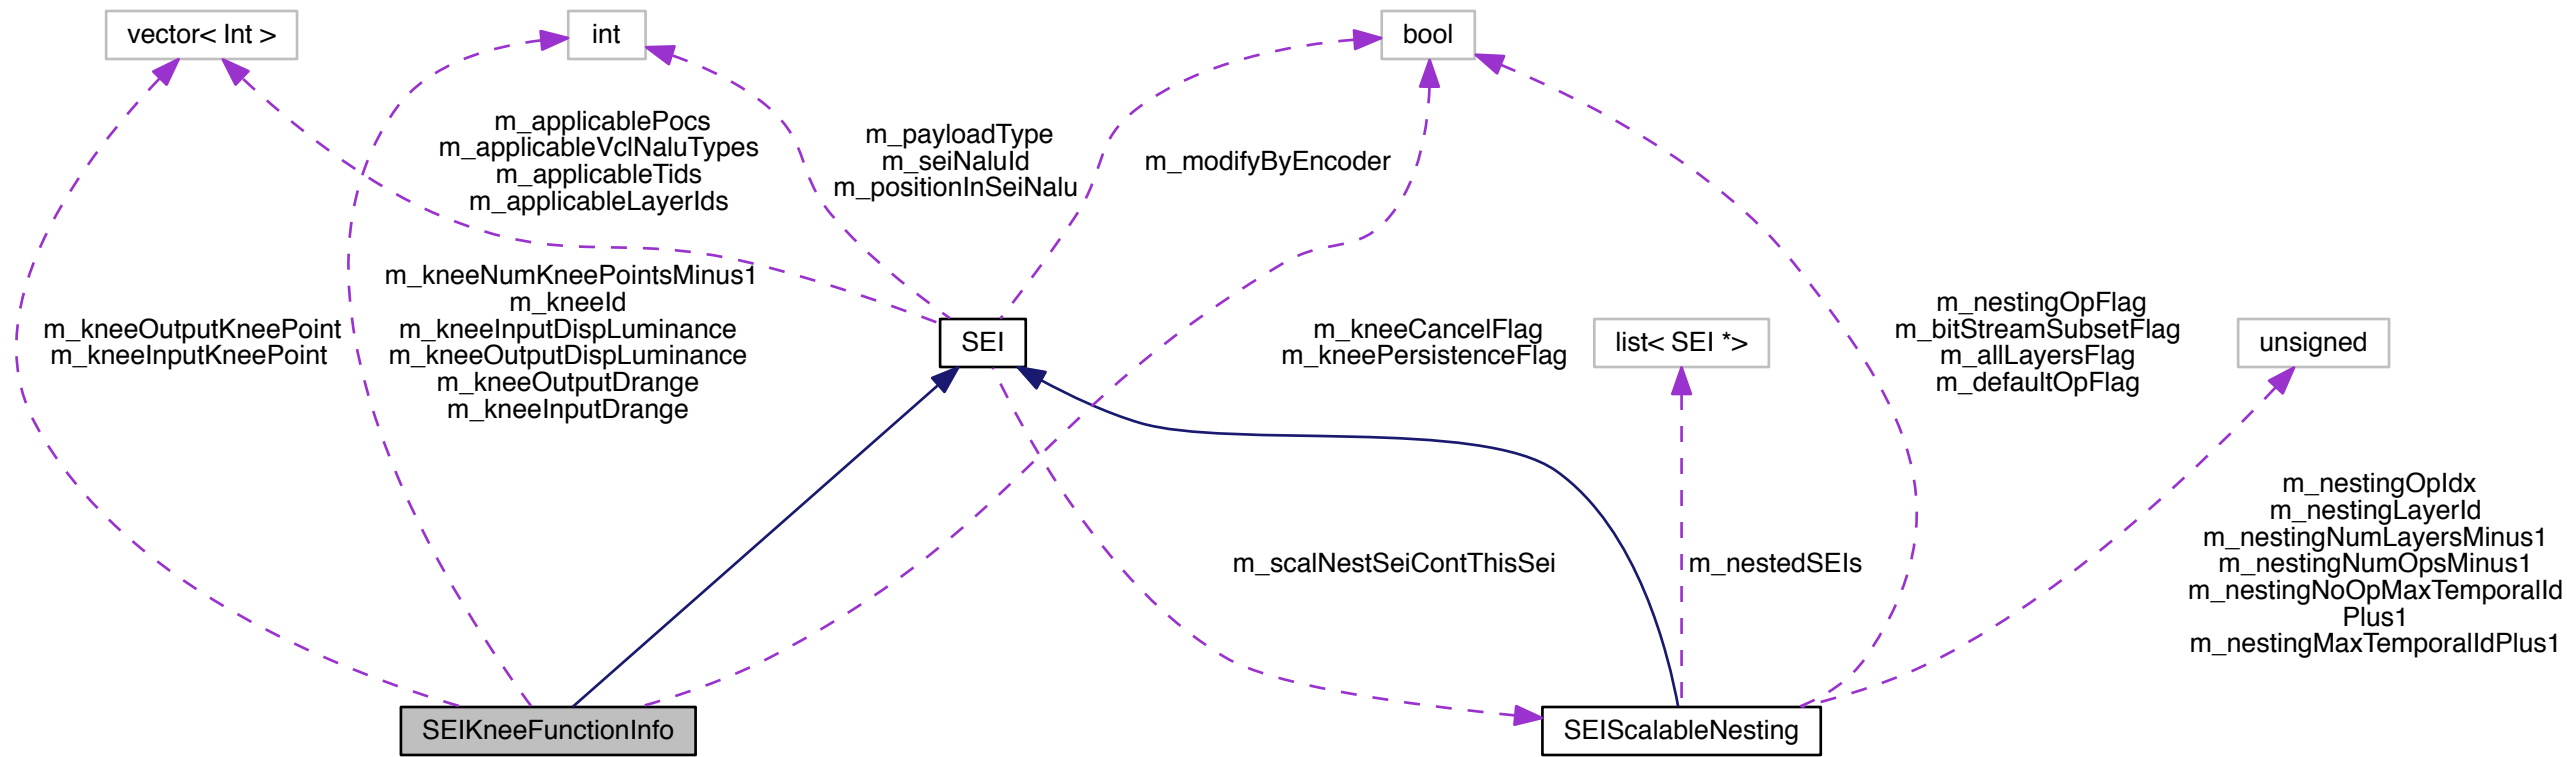 vector< Int >
int
bool
m_applicablePocs
m_applicableVclNaluTypes
m_applicableTids
m_applicableLayerIds
m_payloadType
m_seiNaluId
m_positionInSeiNalu
m_modifyByEncoder
m_kneeOutputKneePoint
m_kneeInputKneePoint
m_kneeNumKneePointsMinus1
m_kneeId
m_kneeInputDispLuminance
m_kneeOutputDispLuminance
m_kneeOutputDrange
m_kneeInputDrange
SEI
m_kneeCancelFlag
m_kneePersistenceFlag
list< SEI *>
m_nestingOpFlag
m_bitStreamSubsetFlag
m_allLayersFlag
m_defaultOpFlag
unsigned
m_scalNestSeiContThisSei
m_nestedSEIs
m_nestingOpIdx
m_nestingLayerId
m_nestingNumLayersMinus1
m_nestingNumOpsMinus1
m_nestingNoOpMaxTemporalId
Plus1
m_nestingMaxTemporalIdPlus1
SEIKneeFunctionInfo
SEIScalableNesting